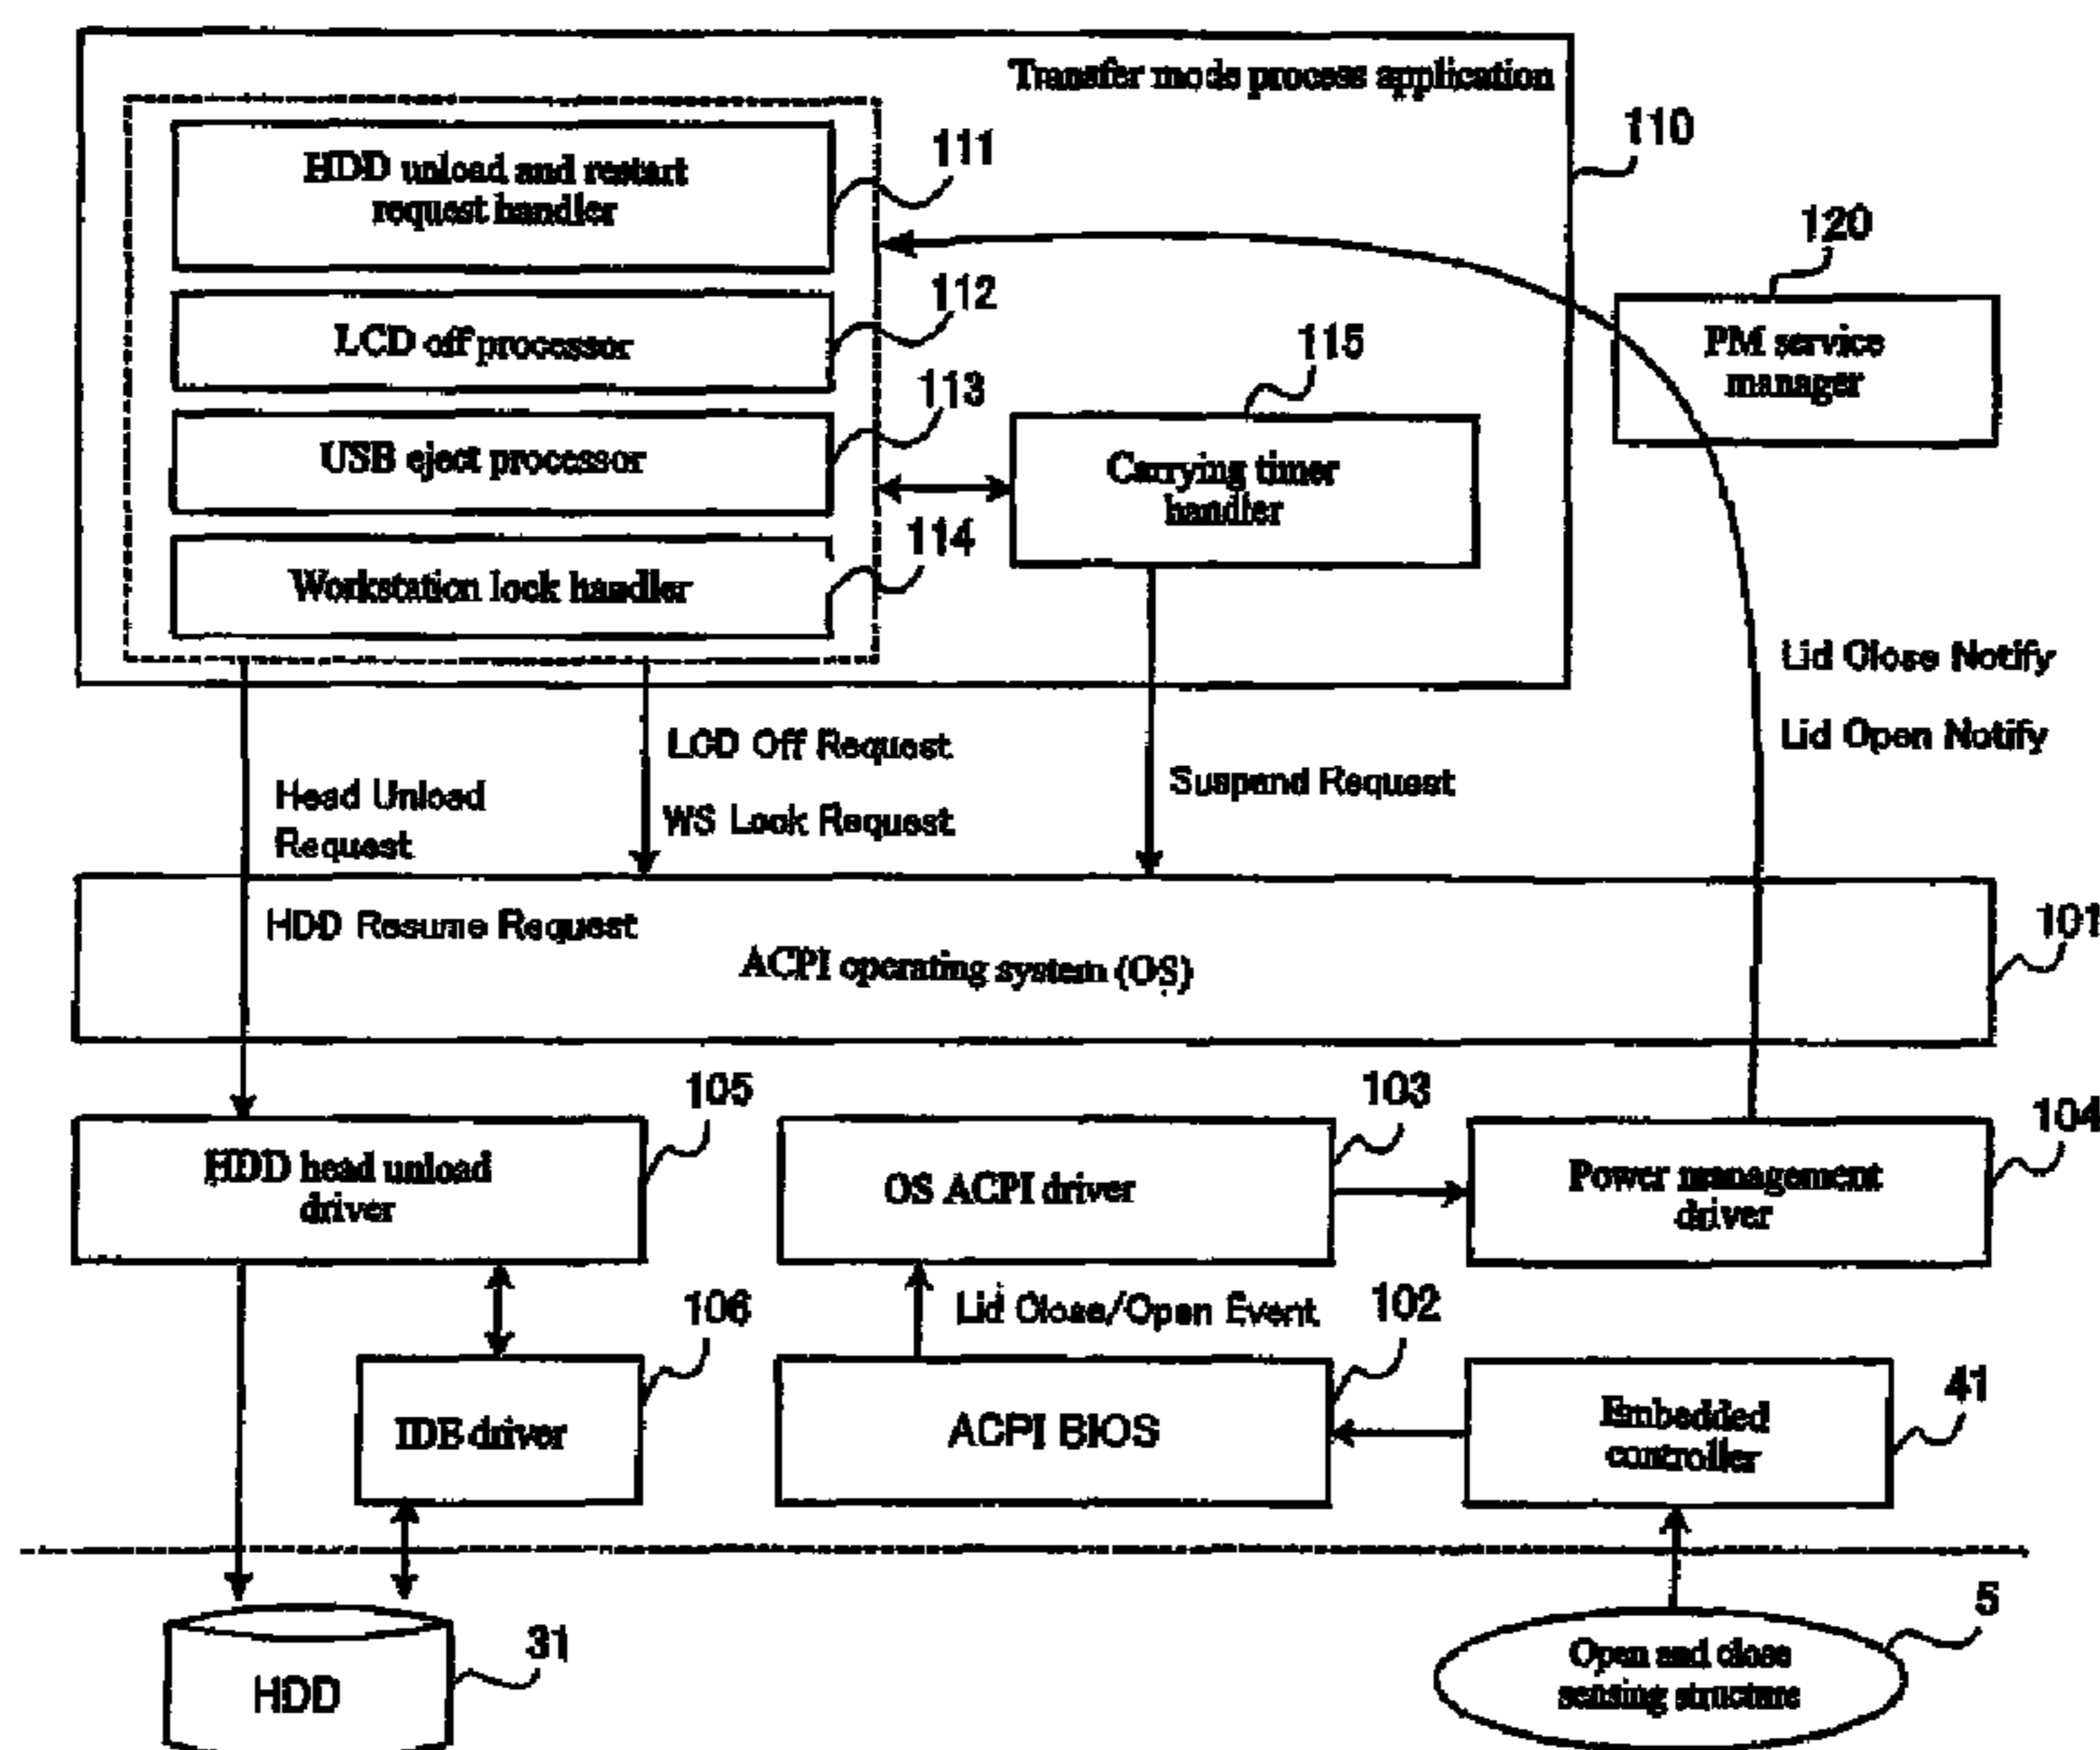 Transfer mode process application
110
HDD unload and restart
request handler
111
120
PM service
manager
LCD off processor
112
115
USB eject processor
113
Carrying timer
handler
Workstation lock handler
114
Lid Close Notify
Lid Open Notify
LCD Off Request
WS Lock Request
Suspend Request
Head Unload
Request
HDD Resume Request
ACPI operating system (OS)
101
105
103
104
HDD head unload
driver
OS ACPI driver
Power management
driver
106
Lid Close/Open Event
102
41
IDE driver
ACPI BIOS
Embedded
controller
31
HDD
5
Open and close
sensing structure